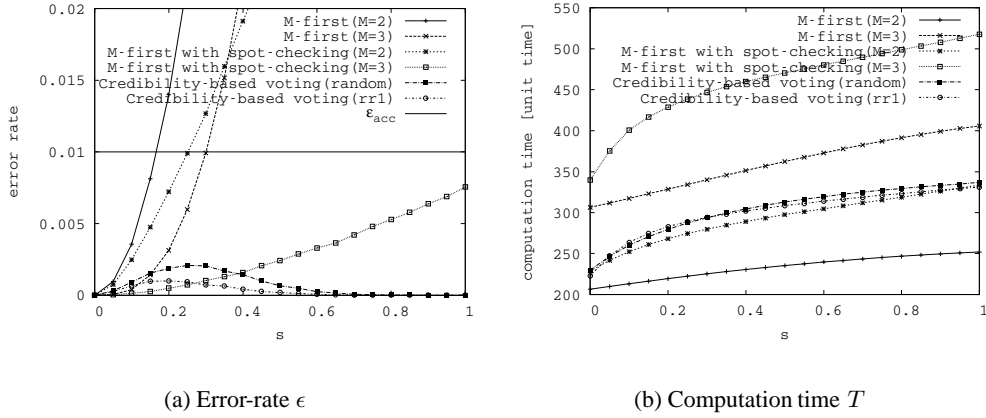 0.02
0.015
0.01
0.005
0
error rate
0 0.2 0.4 0.6 0.8 1
s
M-first(M=2)
M-first(M=3)
M-first with spot-checking(M=2)
M-first with spot-checking(M=3)
Credibility-based voting(random)
Credibility-based voting(rr1)
εacc
(a) Error-rate ϵ
550
500
450
400
350
300
250
200
computation time [unit time]
0 0.2 0.4 0.6 0.8 1
s
M-first(M=2)
M-first(M=3)
M-first with spot-checking(M=2)
M-first with spot-checking(M=3)
Credibility-based voting(random)
Credibility-based voting(rr1)
(b) Computation time T